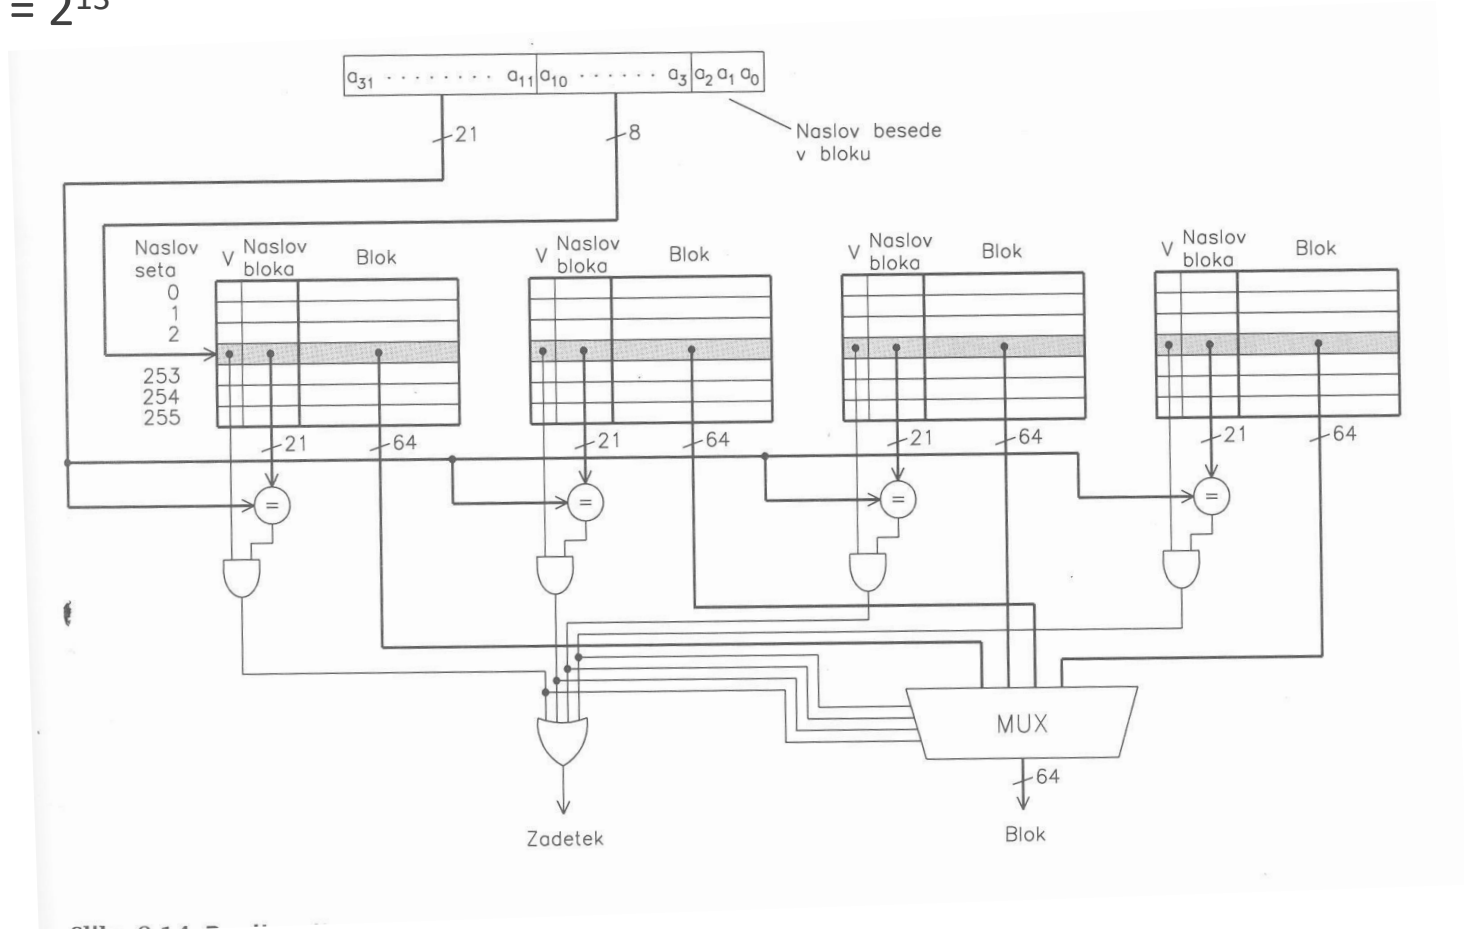 = 2¹³
a₃₁ · · · · · · · · a₁₁ a₁₀ · · · · · · a₃ a₂ a₁ a₀
21
8
Naslov besede
v bloku
Naslov
seta
V
Naslov
bloka
Blok
V
Naslov
bloka
Blok
V
Naslov
bloka
Blok
V
Naslov
bloka
Blok
0
1
2
253
254
255
21
64
21
64
21
64
21
64
=
=
=
=
MUX
64
Zadetek
Blok